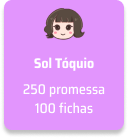 Sol Tóquio
250 promessa
100 fichas